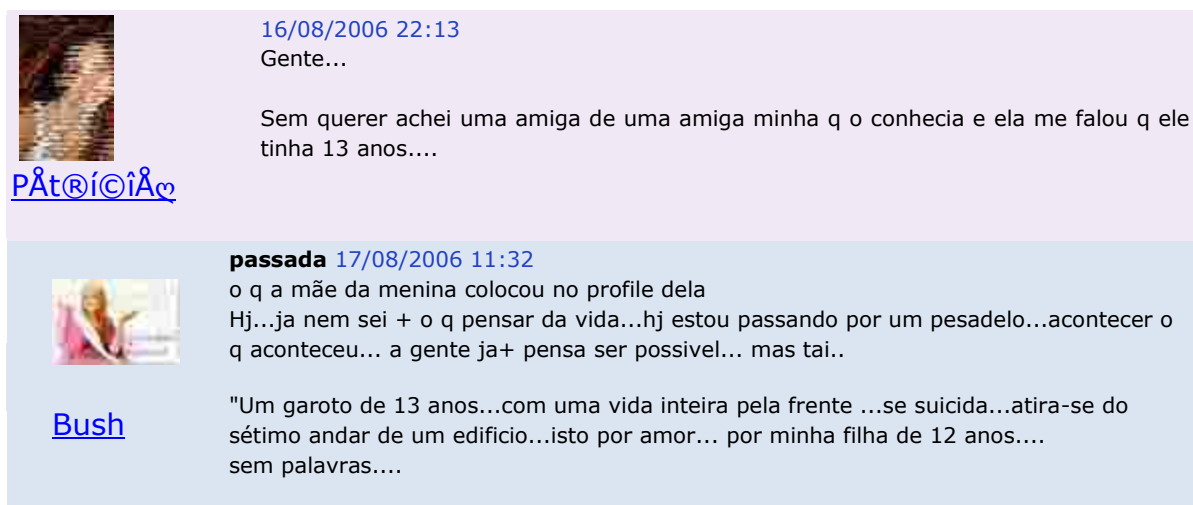 16/08/2006 22:13
Gente...
Sem querer achei uma amiga de uma amiga minha q o conhecia e ela me falou q ele
tinha 13 anos....
PÅt®í©îÅღ
passada 17/08/2006 11:32
o q a mãe da menina colocou no profile dela
Hj...ja nem sei + o q pensar da vida...hj estou passando por um pesadelo...acontecer o
q aconteceu... a gente ja+ pensa ser possivel... mas tai..
"Um garoto de 13 anos...com uma vida inteira pela frente ...se suicida...atira-se do
sétimo andar de um edificio...isto por amor... por minha filha de 12 anos....
sem palavras....
Bush